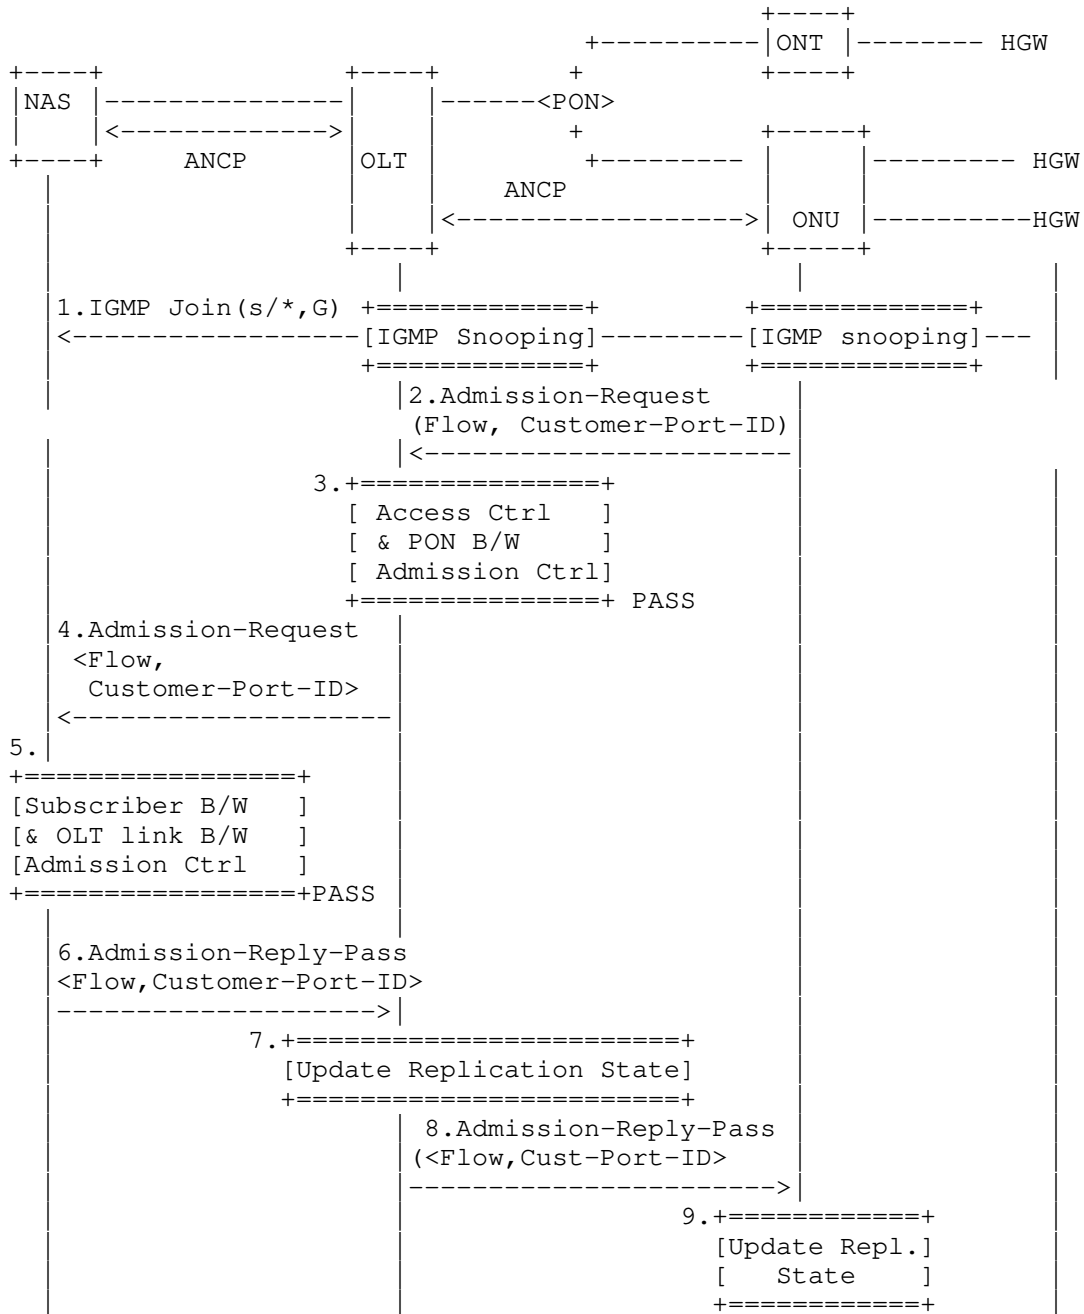 ONT HGW
NAS <PON>
ANCP OLT HGW
ANCP
ONU HGW
1.IGMP Join(s/*,G)
[IGMP Snooping] [IGMP snooping]
2.Admission-Request
(Flow, Customer-Port-ID)
3.
[ Access Ctrl ]
[ & PON B/W ]
[ Admission Ctrl]
PASS
4.Admission-Request
<Flow,
Customer-Port-ID>
5.
[Subscriber B/W ]
[& OLT link B/W ]
[Admission Ctrl ]
PASS
6.Admission-Reply-Pass
<Flow,Customer-Port-ID>
7.
[Update Replication State]
8.Admission-Reply-Pass
(<Flow,Cust-Port-ID>
9.
[Update Repl.]
[ State ]